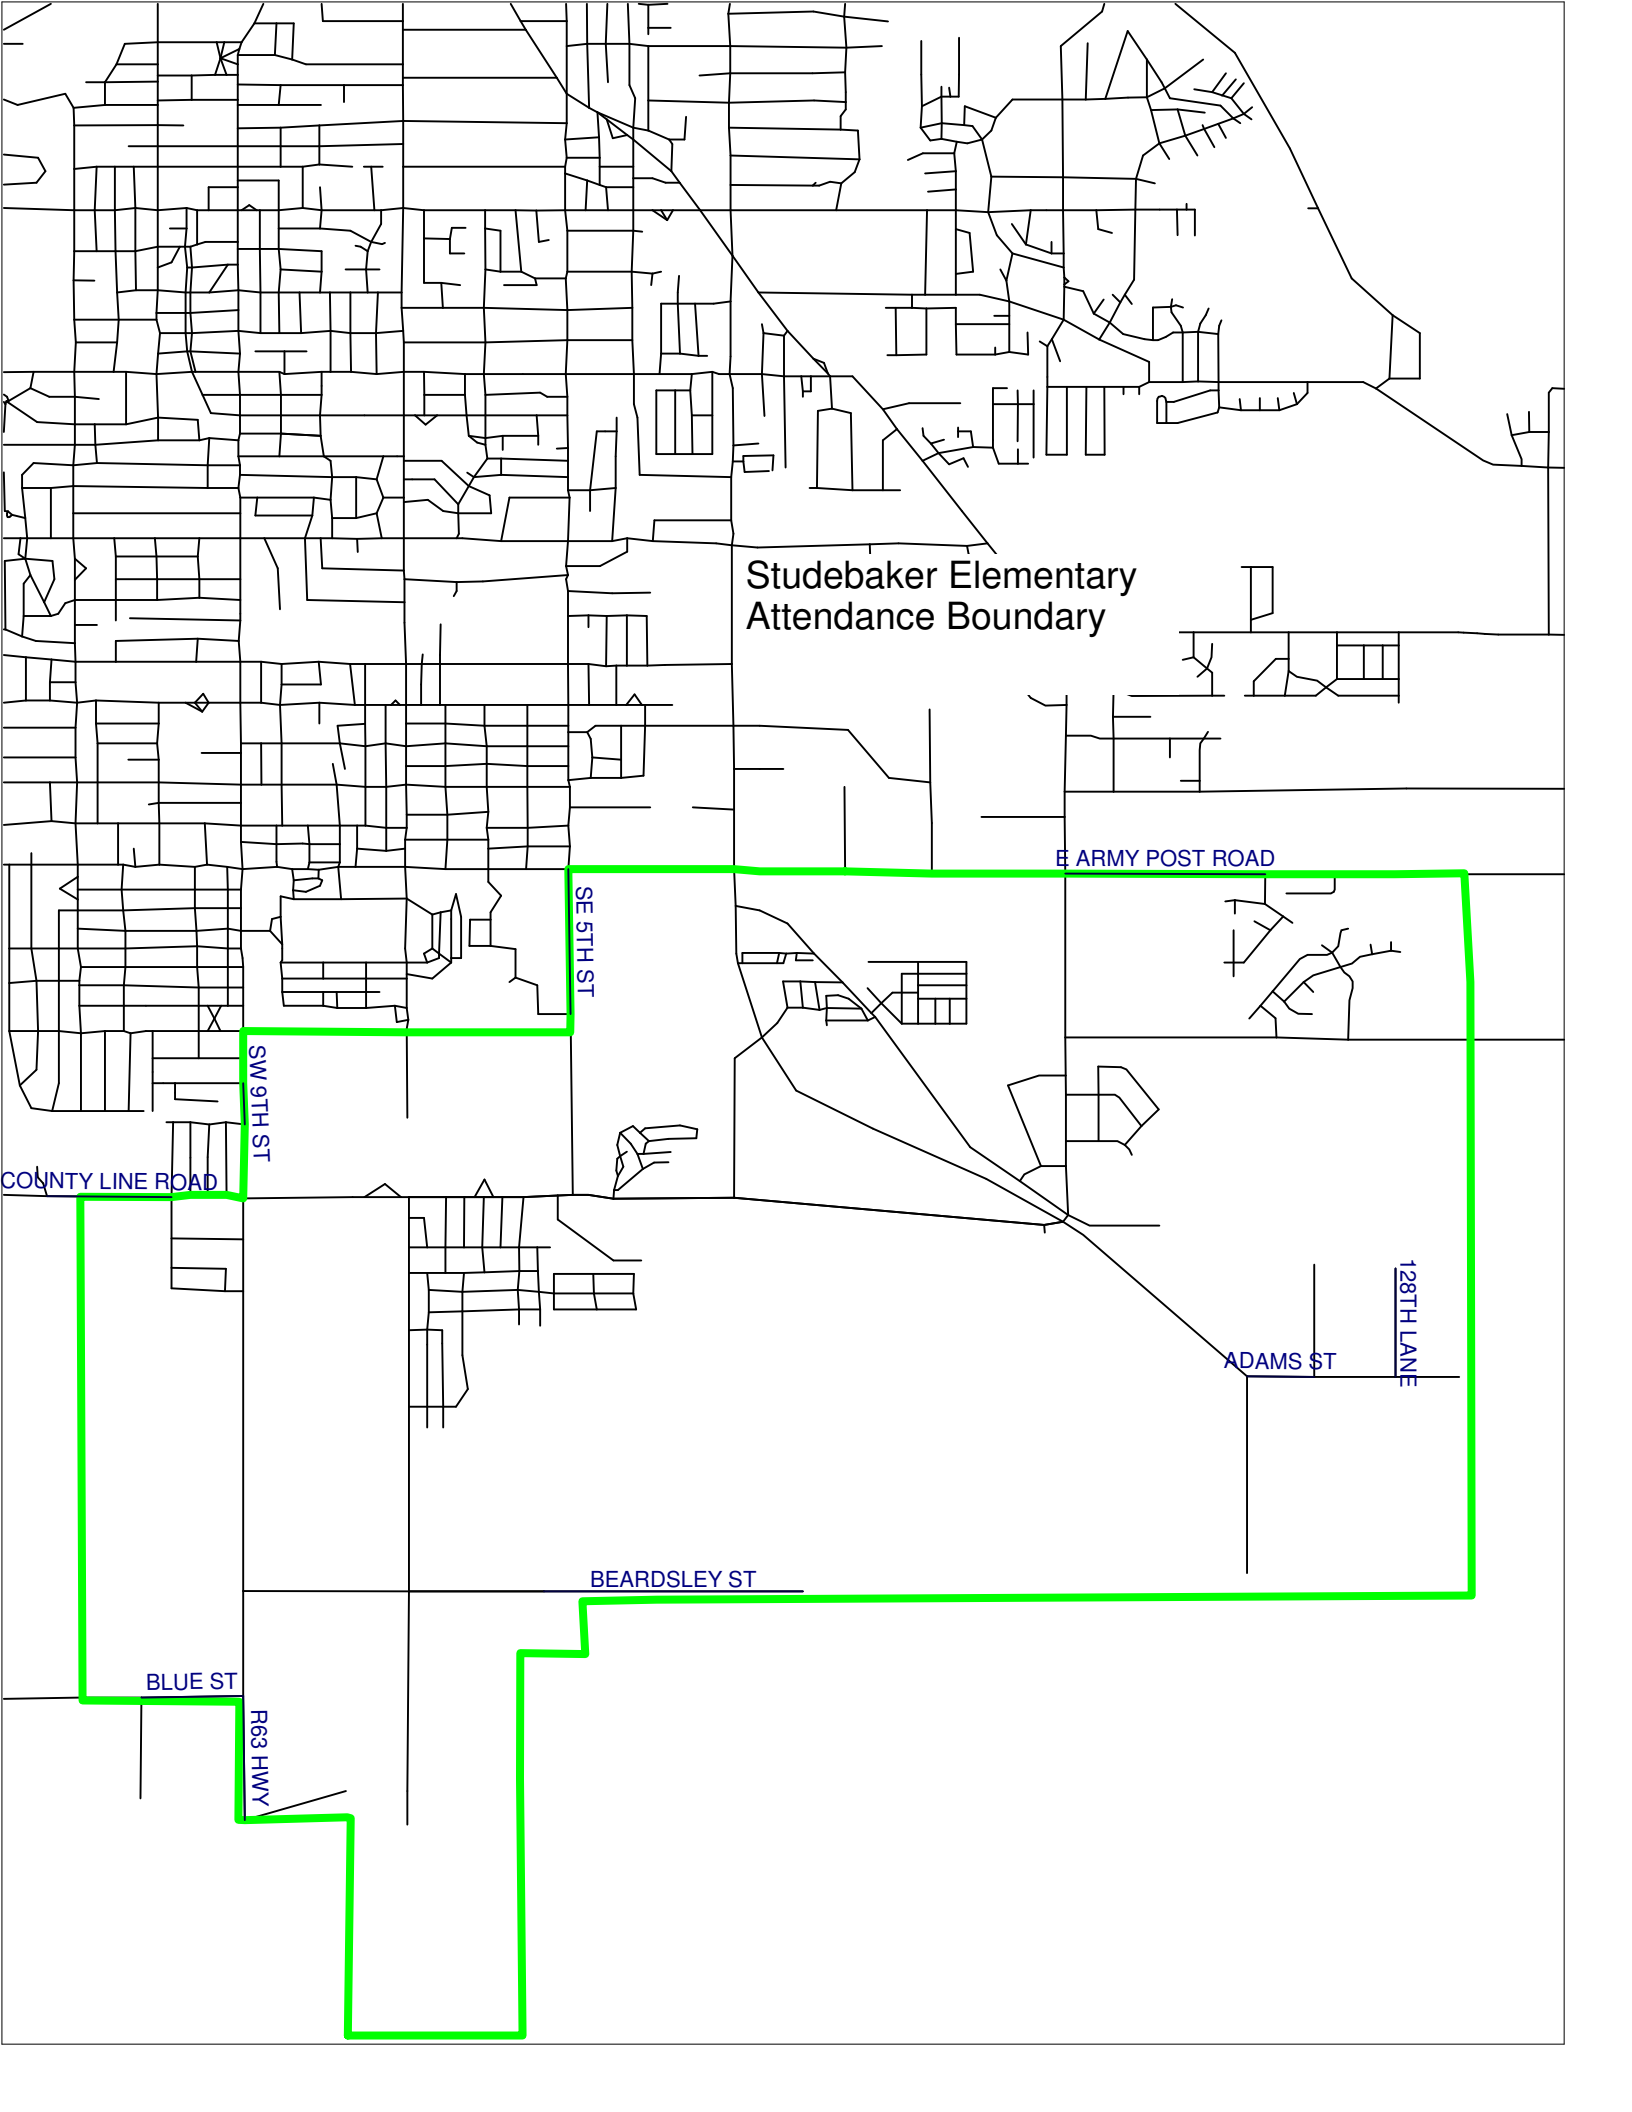 Studebaker Elementary
Attendance Boundary
E ARMY POST ROAD
SE 5TH ST
SW 9TH ST
COUNTY LINE ROAD
128TH LANE
ADAMS ST
BEARDSLEY ST
BLUE ST
R63 HWY